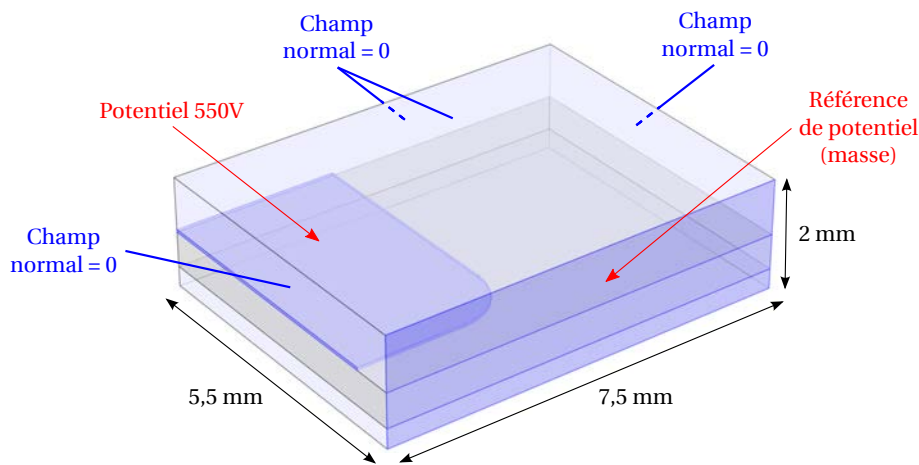 Champ
normal = 0
Champ
normal = 0
Potentiel 550V
Référence
de potentiel
(masse)
Champ
normal = 0
2 mm
5,5 mm
7,5 mm